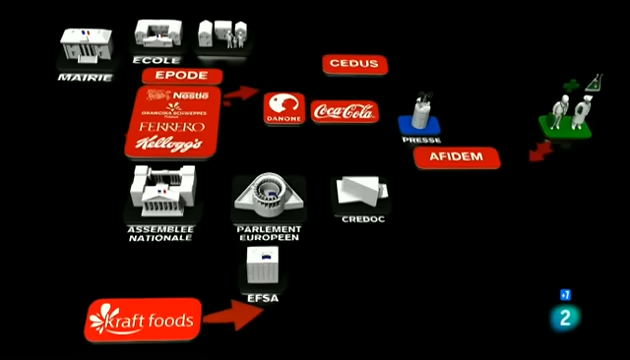 MAIRIE
ECOLE
EPODE
CEDUS
Nestlé
ORANGINA SCHWEPPES
FERRERO
Kellogg's
DANONE
Coca-Cola
PRESSE
AFIDEM
ASSEMBLEE
NATIONALE
PARLEMENT
EUROPEEN
CREDOC
EFSA
kraft foods
+7
2